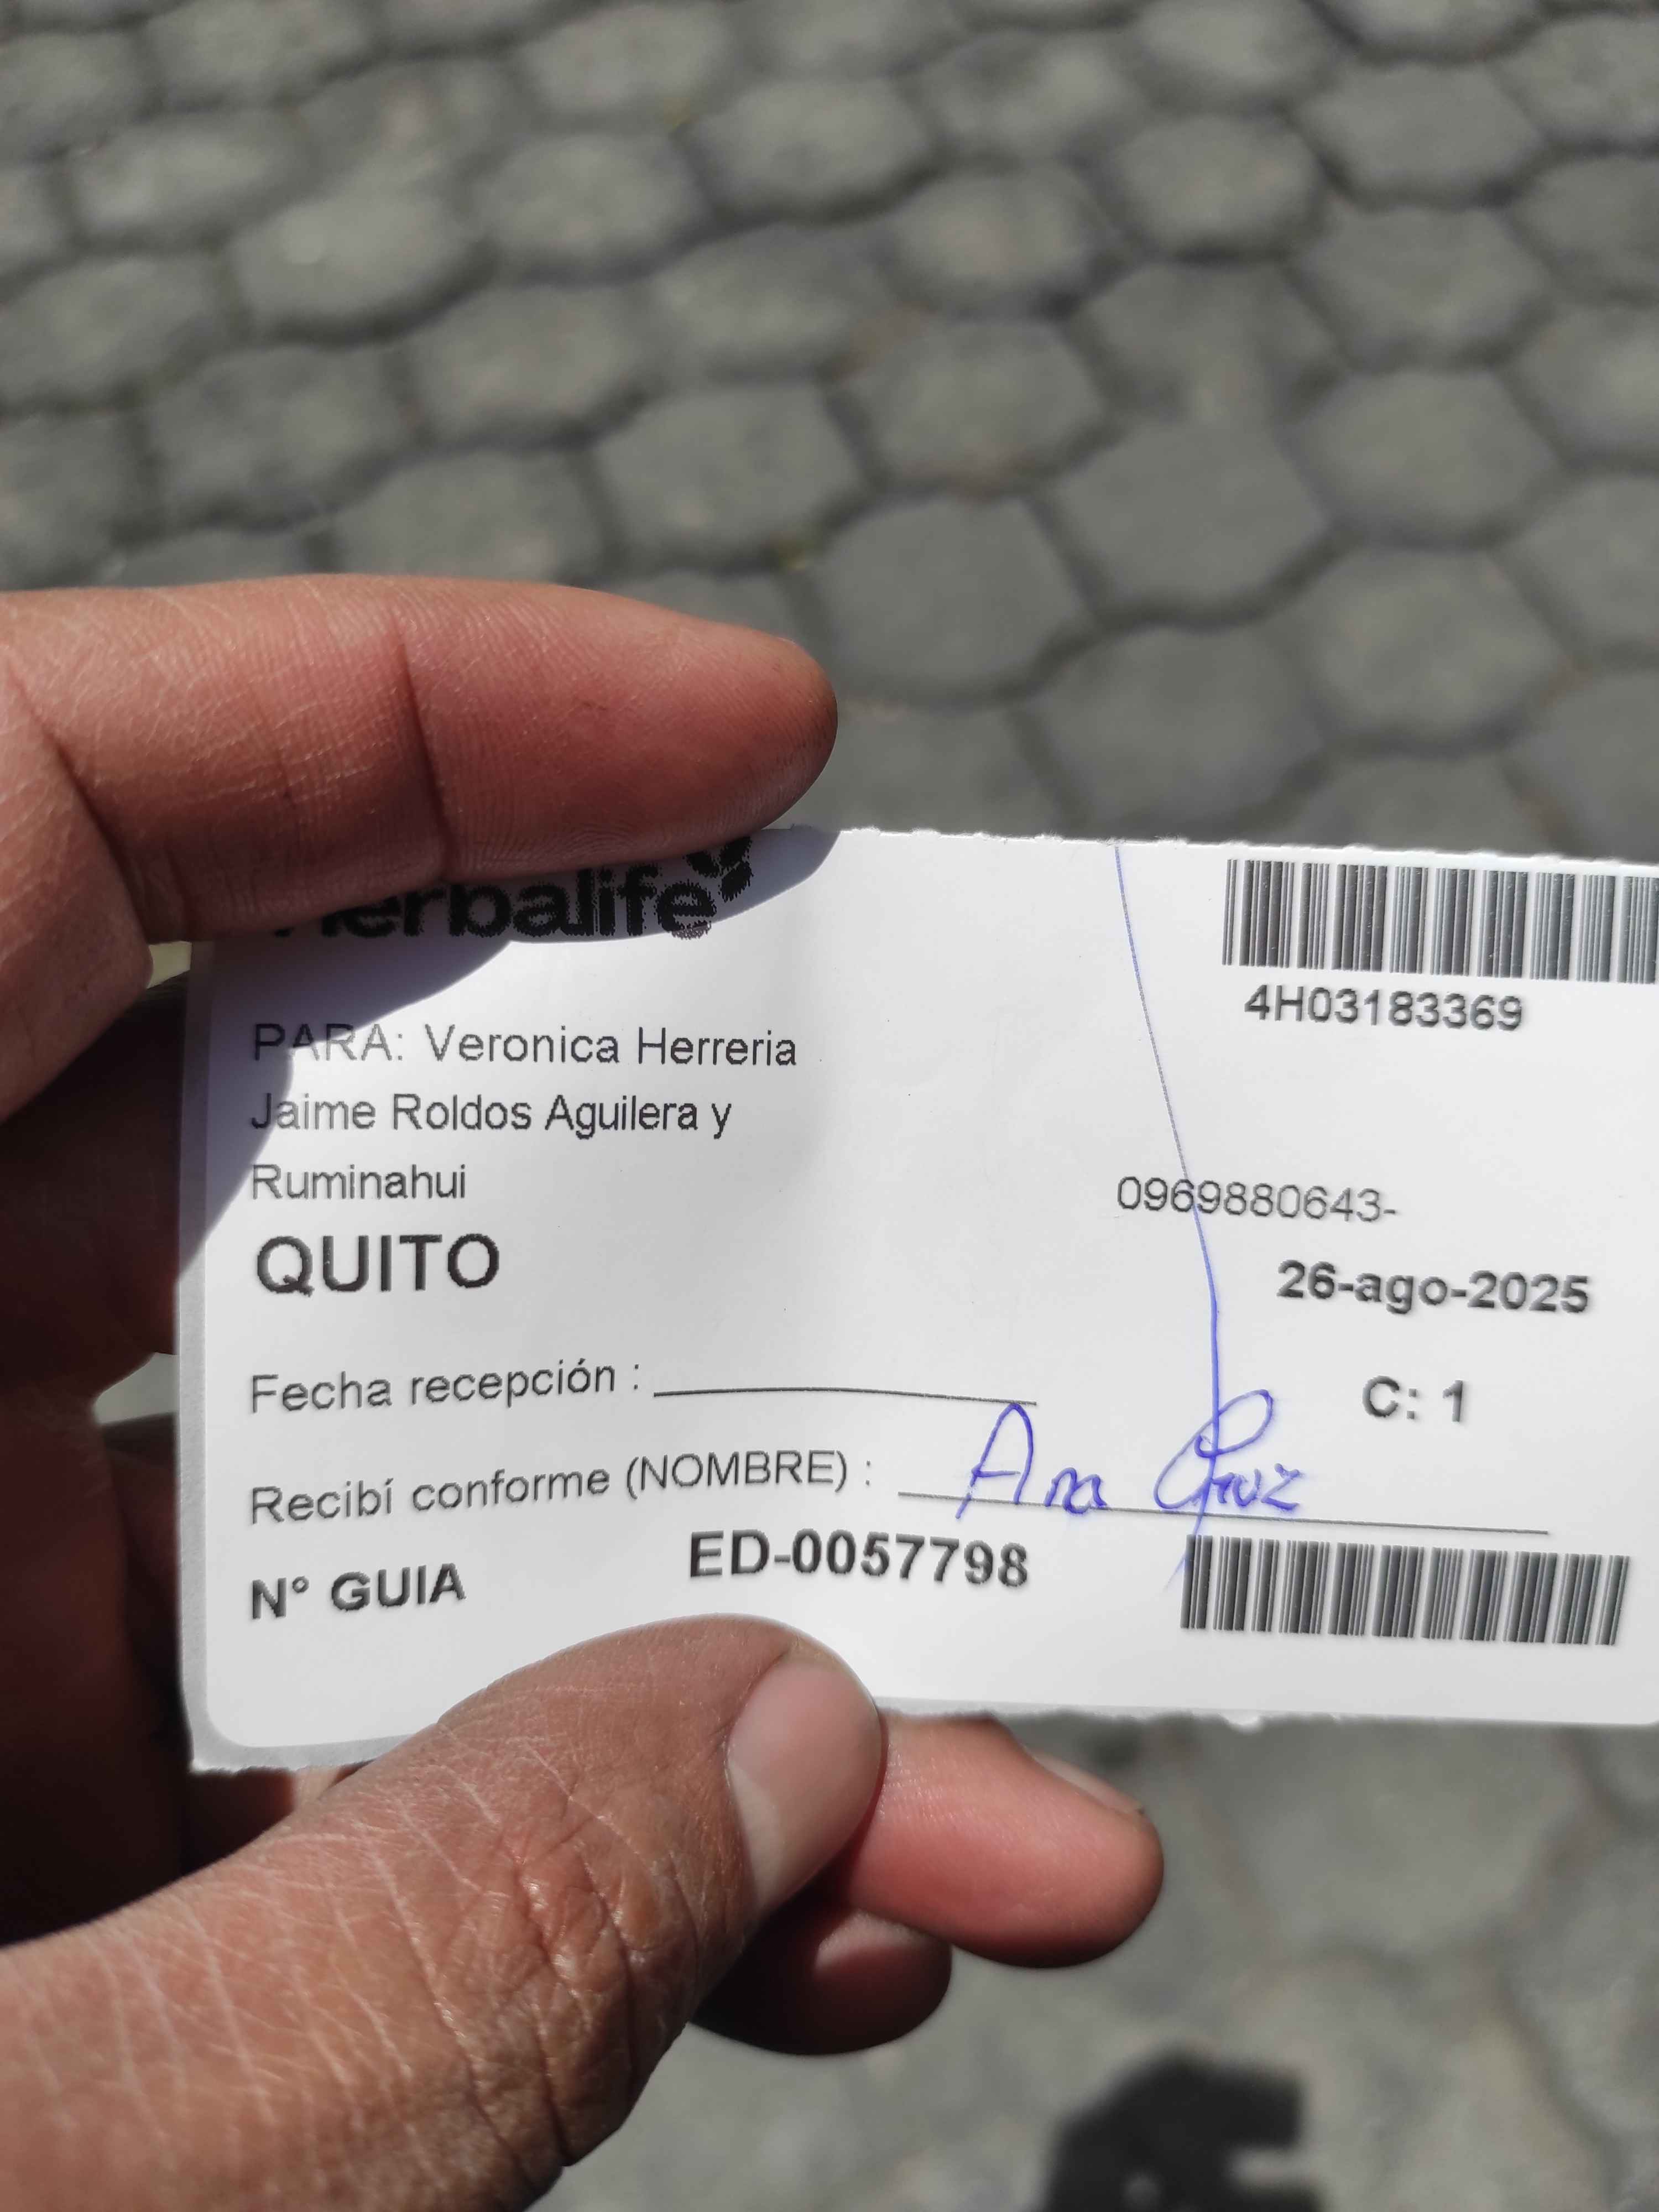 Herbalife
4H03183369
PARA: Veronica Herreria
Jaime Roldos Aguilera y
Ruminahui
0969880643-
QUITO
26-ago-2025
Fecha recepción :
C: 1
Recibí conforme (NOMBRE) : Ana Cruz
N° GUIA ED-0057798